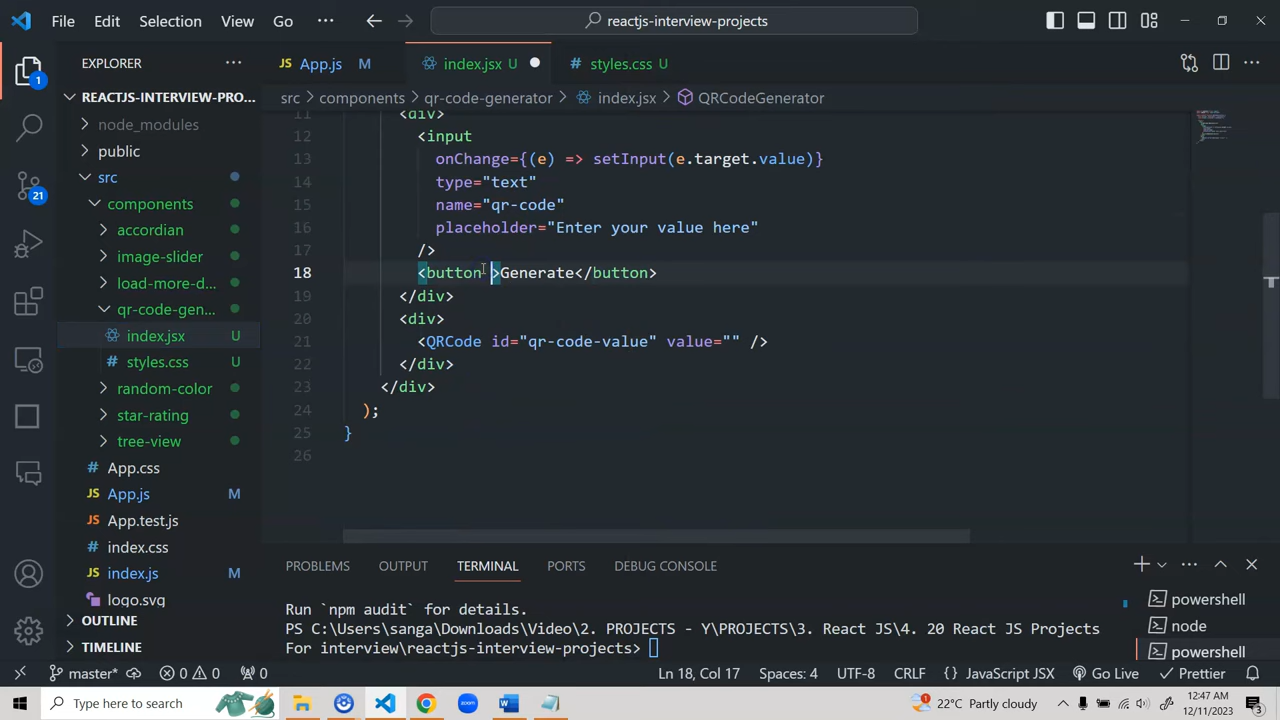 File Edit Selection View Go ··· reactjs-interview-projects
EXPLORER ···
REACTJS-INTERVIEW-PRO...
node_modules
public
src
components
accordian
image-slider
load-more-d...
qr-code-gen...
index.jsx U
styles.css U
random-color
star-rating
tree-view
# App.css
JS App.js M
JS App.test.js
# index.css
JS index.js M
logo.svg
OUTLINE
TIMELINE
JS App.js M index.jsx U # styles.css U
src > components > qr-code-generator > index.jsx > QRCodeGenerator
11 <div>
12 <input
13 onChange={(e) => setInput(e.target.value)}
14 type="text"
15 name="qr-code"
16 placeholder="Enter your value here"
17 />
18 <button >Generate</button>
19 </div>
20 <div>
21 <QRCode id="qr-code-value" value="" />
22 </div>
23 </div>
24 );
25 }
26
PROBLEMS OUTPUT TERMINAL PORTS DEBUG CONSOLE
Run `npm audit` for details.
PS C:\Users\sanga\Downloads\Video\2. PROJECTS - Y\PROJECTS\3. React JS\4. 20 React JS Projects
For interview\reactjs-interview-projects>
powershell
node
powershell
1
21
master* 0 0 0 Ln 18, Col 17 Spaces: 4 UTF-8 CRLF {} JavaScript JSX Go Live Prettier
Type here to search zoom W 22°C Partly cloudy 12:47 AM
12/11/2023 3